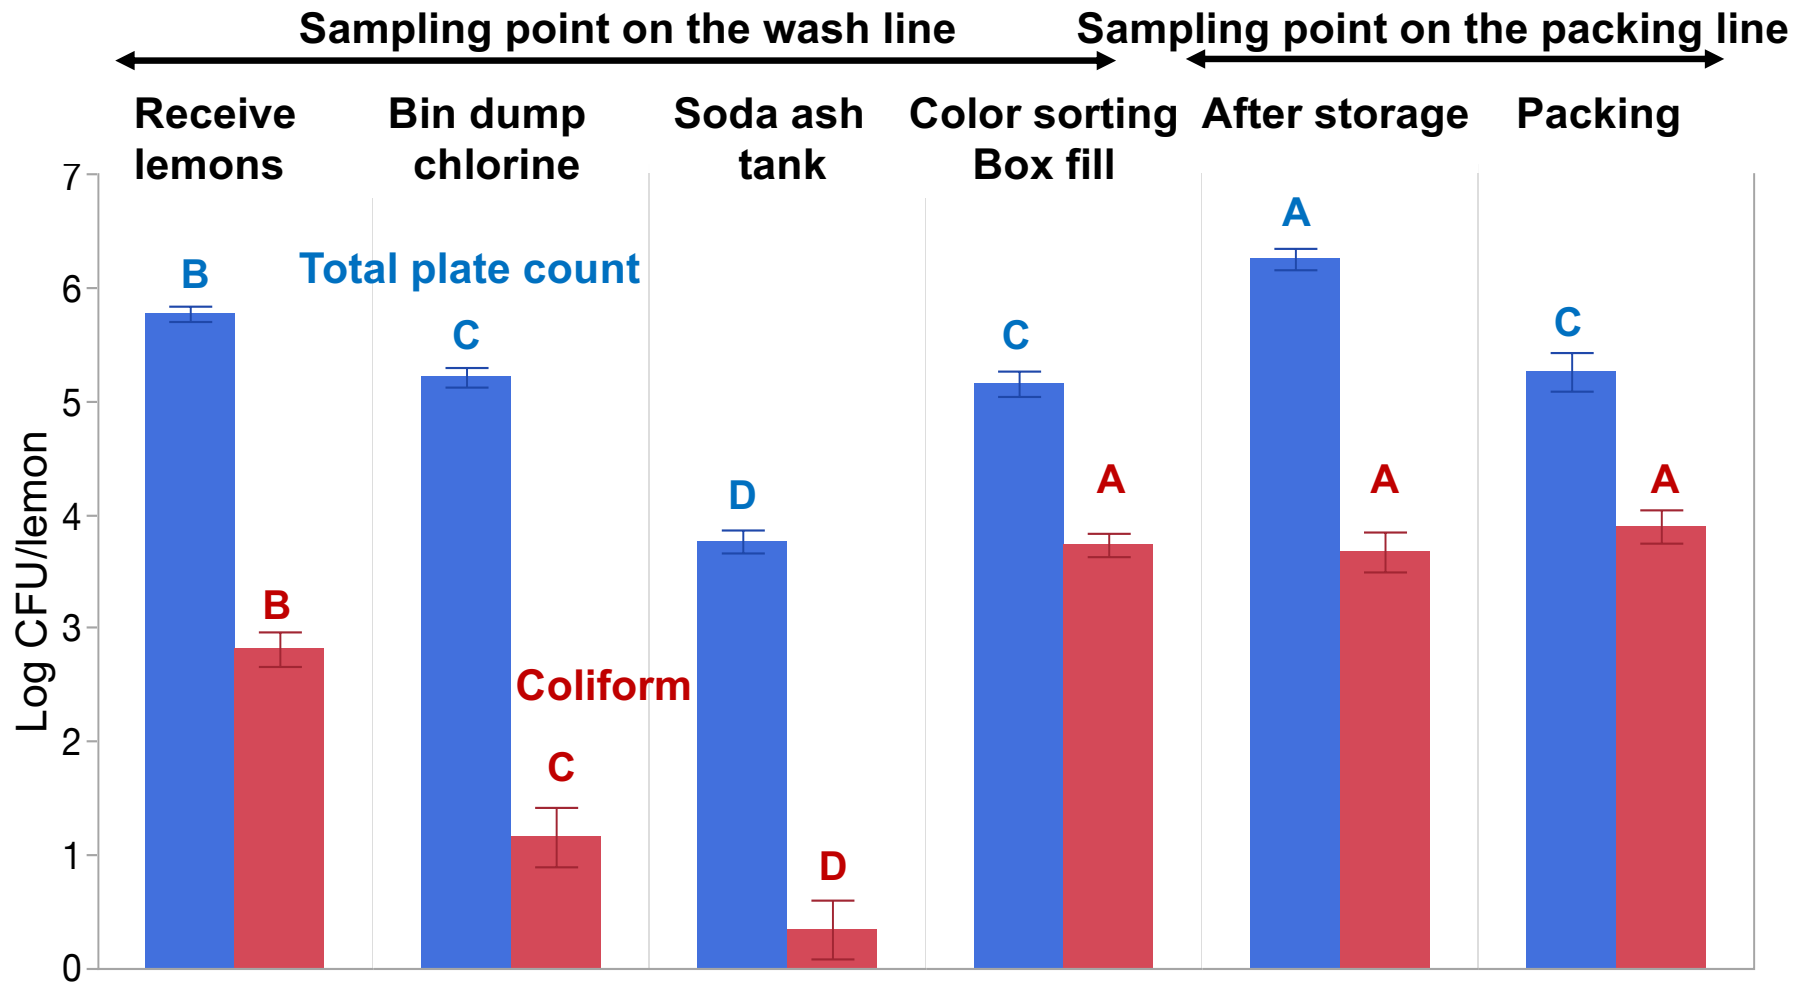 Sampling point on the wash line
Sampling point on the packing line
Receive
lemons
Bin dump
chlorine
Soda ash
tank
Color sorting
Box fill
After storage
Packing
Log CFU/lemon
7
6
5
4
3
2
1
0
Total plate count
Coliform
B
B
C
C
D
D
C
A
A
A
C
A